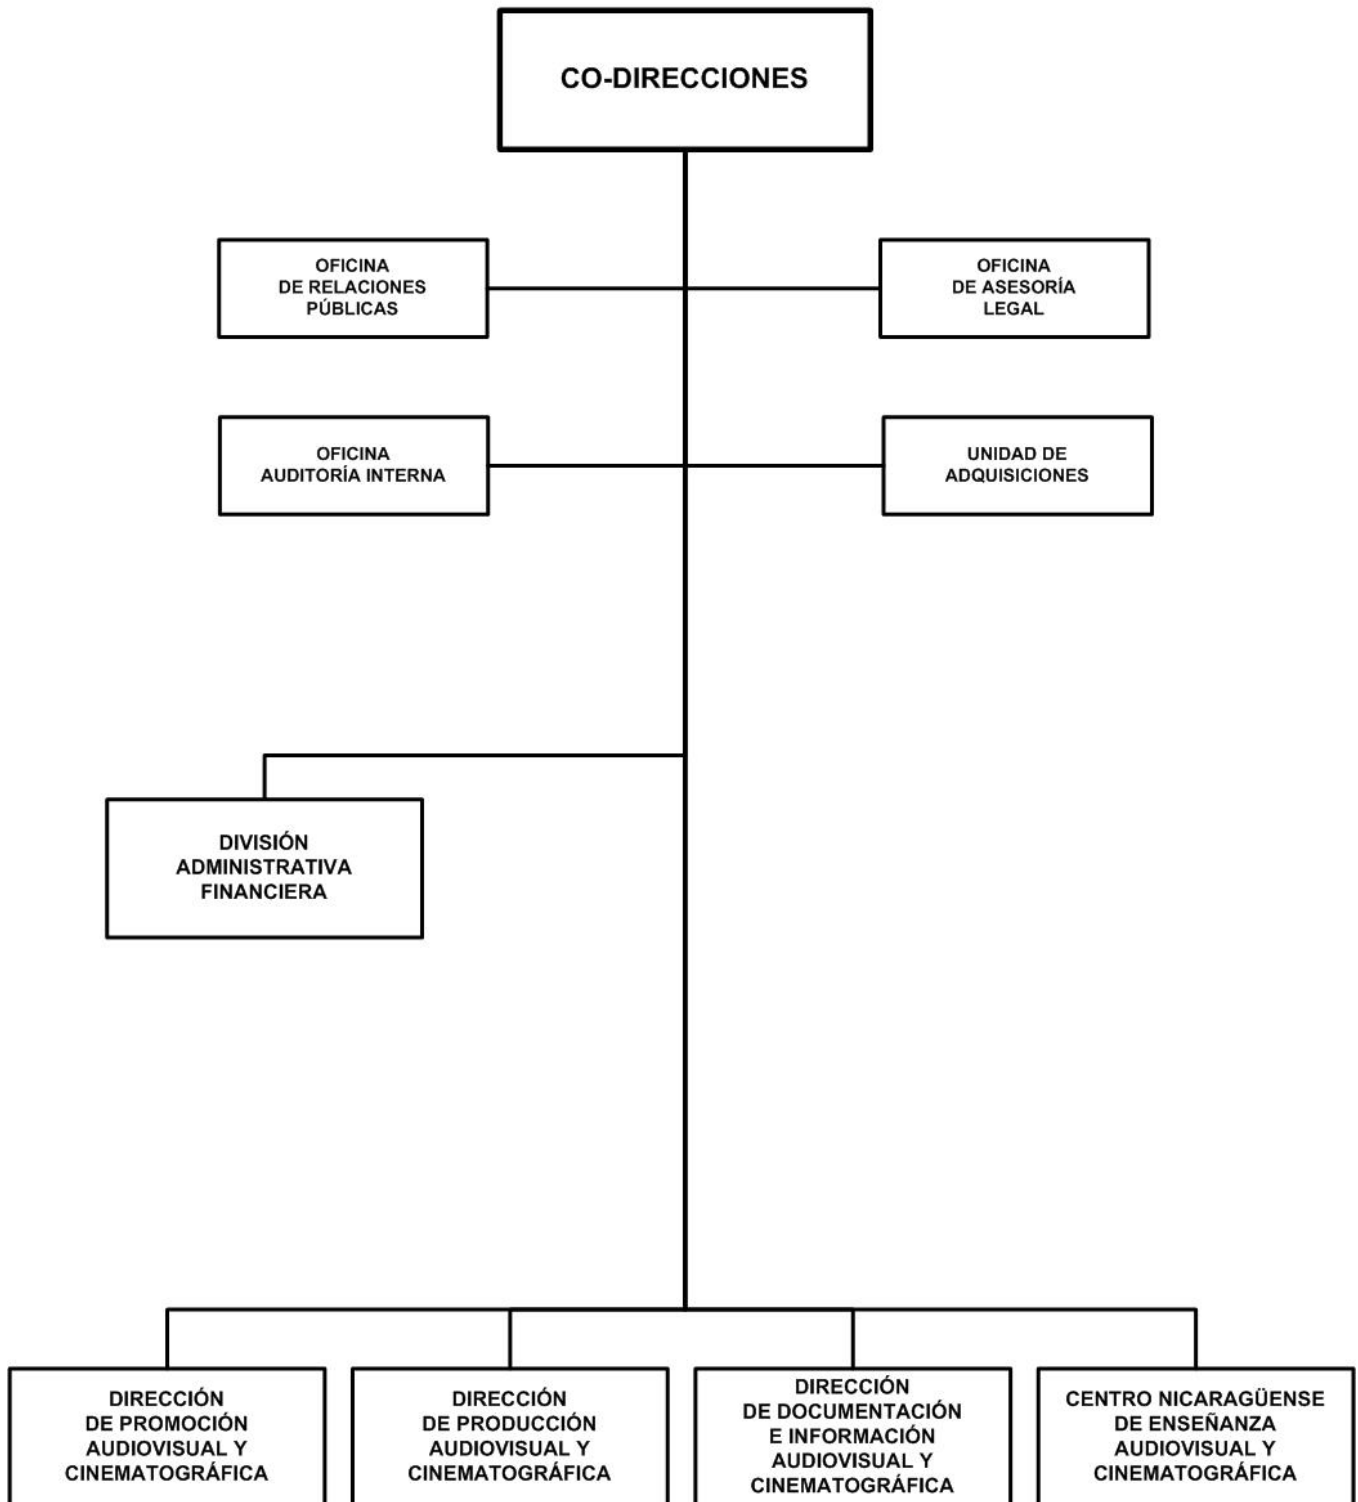 CO-DIRECCIONES
OFICINA
DE RELACIONES
PÚBLICAS
OFICINA
DE ASESORÍA
LEGAL
OFICINA
AUDITORÍA INTERNA
UNIDAD DE
ADQUISICIONES
DIVISIÓN
ADMINISTRATIVA
FINANCIERA
DIRECCIÓN
DE PROMOCIÓN
AUDIOVISUAL Y
CINEMATOGRÁFICA
DIRECCIÓN
DE PRODUCCIÓN
AUDIOVISUAL Y
CINEMATOGRÁFICA
DIRECCIÓN
DE DOCUMENTACIÓN
E INFORMACIÓN
AUDIOVISUAL Y
CINEMATOGRÁFICA
CENTRO NICARAGÜENSE
DE ENSEÑANZA
AUDIOVISUAL Y
CINEMATOGRÁFICA